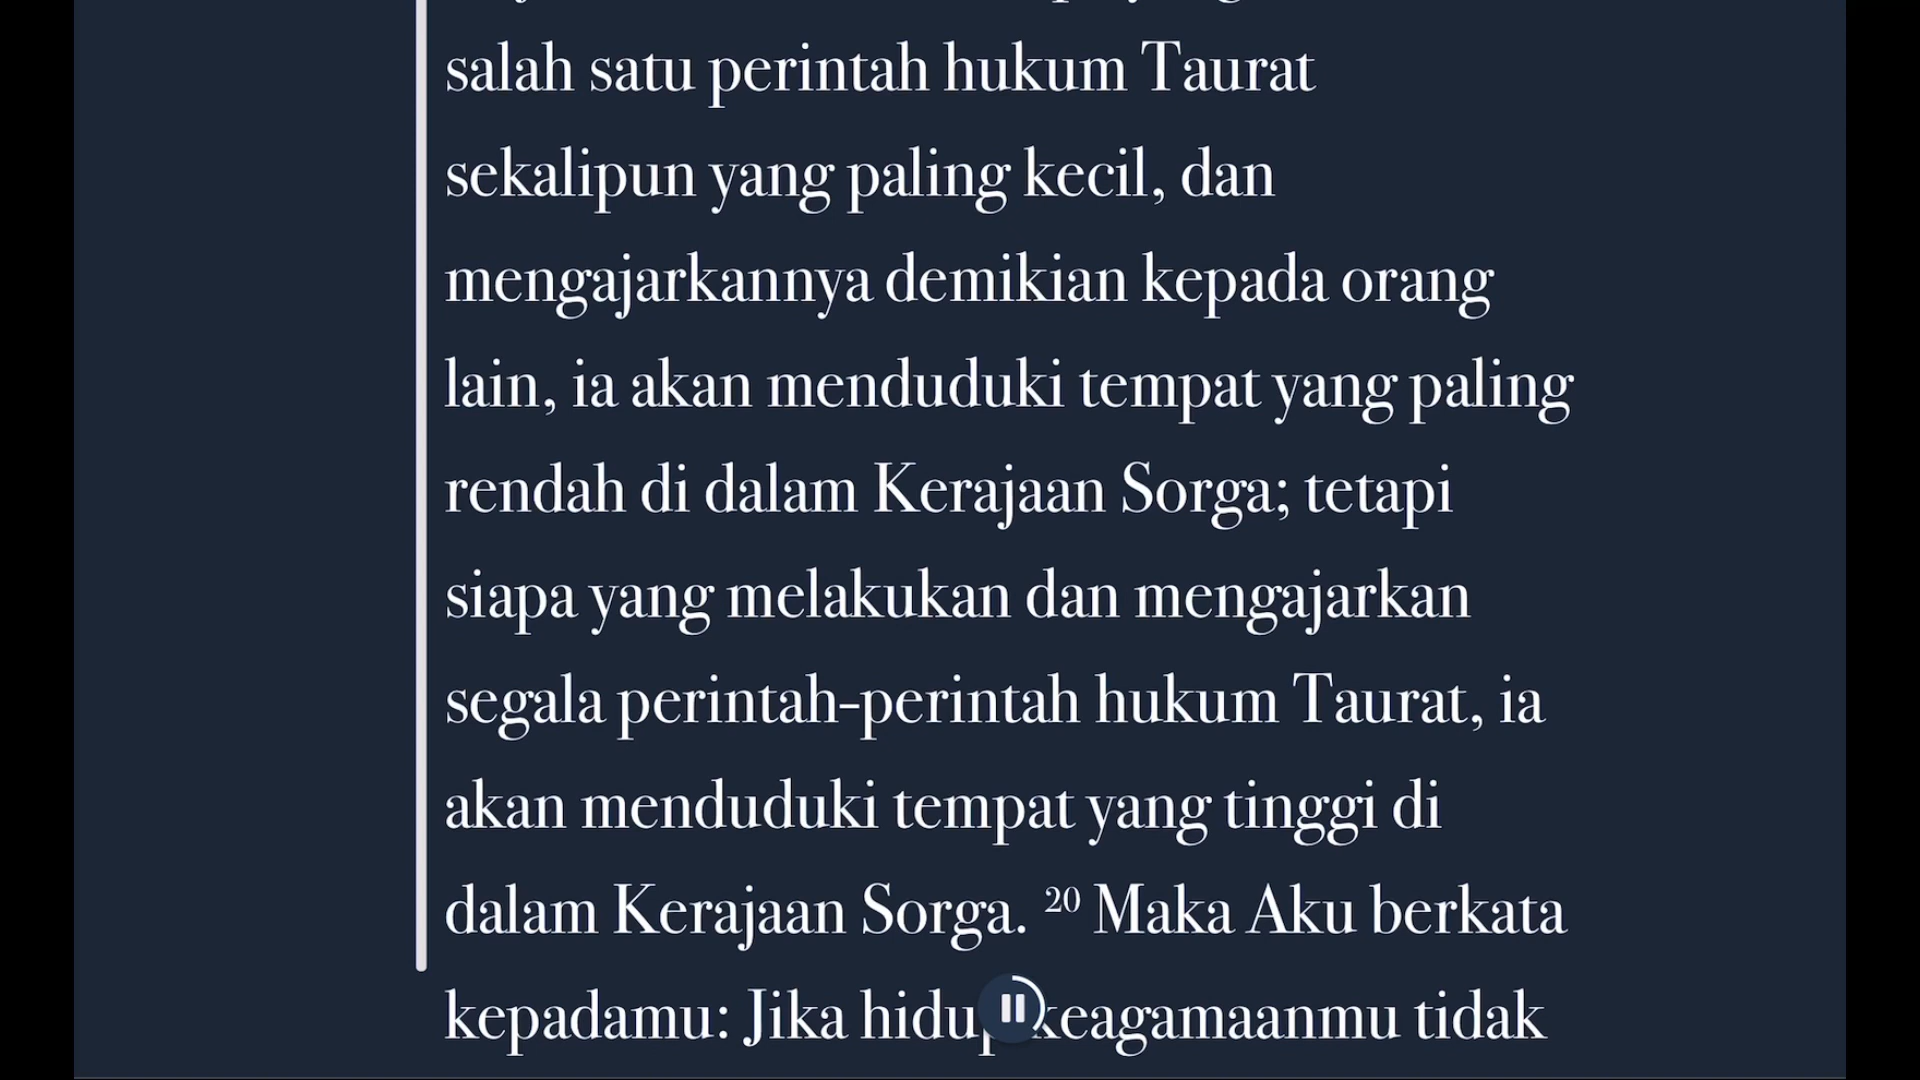 salah satu perintah hukum Taurat
sekalipun yang paling kecil, dan
mengajarkannya demikian kepada orang
lain, ia akan menduduki tempat yang paling
rendah di dalam Kerajaan Sorga; tetapi
siapa yang melakukan dan mengajarkan
segala perintah-perintah hukum Taurat, ia
akan menduduki tempat yang tinggi di
dalam Kerajaan Sorga. 20 Maka Aku berkata
kepadamu: Jika hidup keagamaanmu tidak